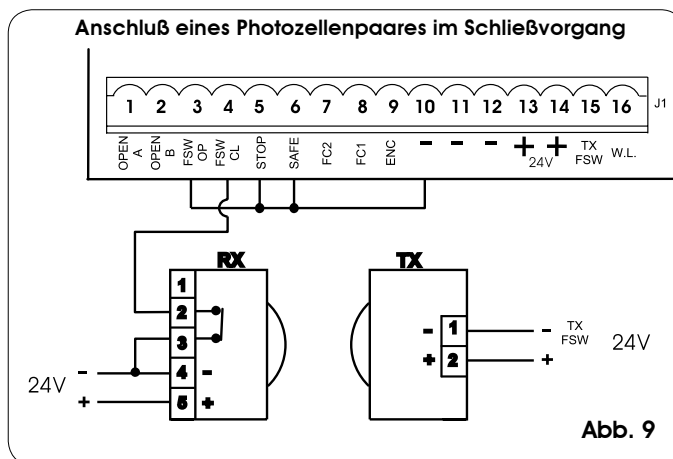 Anschluß eines Photozellenpaares im Schließvorgang
1 2 3 4 5 6 7 8 9 10 11 12 13 14 15 16 J1
OPEN A
OPEN B
FSW OP
FSW CL
STOP
SAFE
FC2
FC1
ENC
-
-
-
+ 24V +
TX FSW
W.L.
RX
1
2
3
4 -
5 +
24V
-
+
TX
- 1
+ 2
- TX FSW
+
24V
Abb. 9